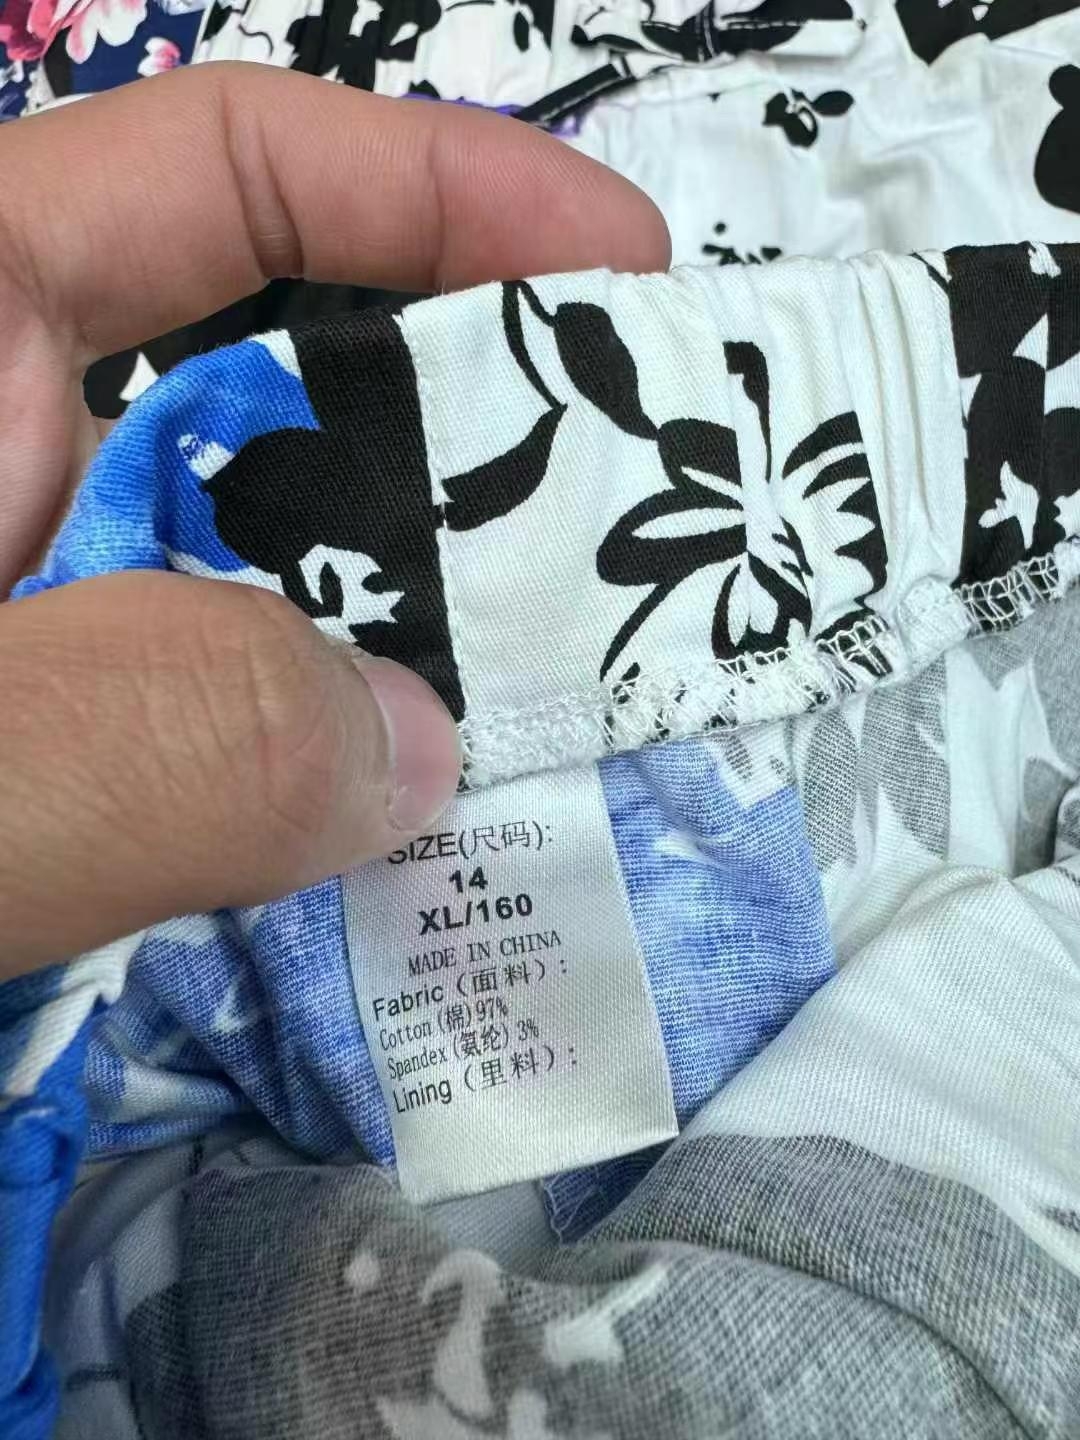 SIZE(尺码):
14
XL/160
MADE IN CHINA
Fabric (面料):
Cotton(棉)97%
Spandex(氨纶)3%
Lining (里料):